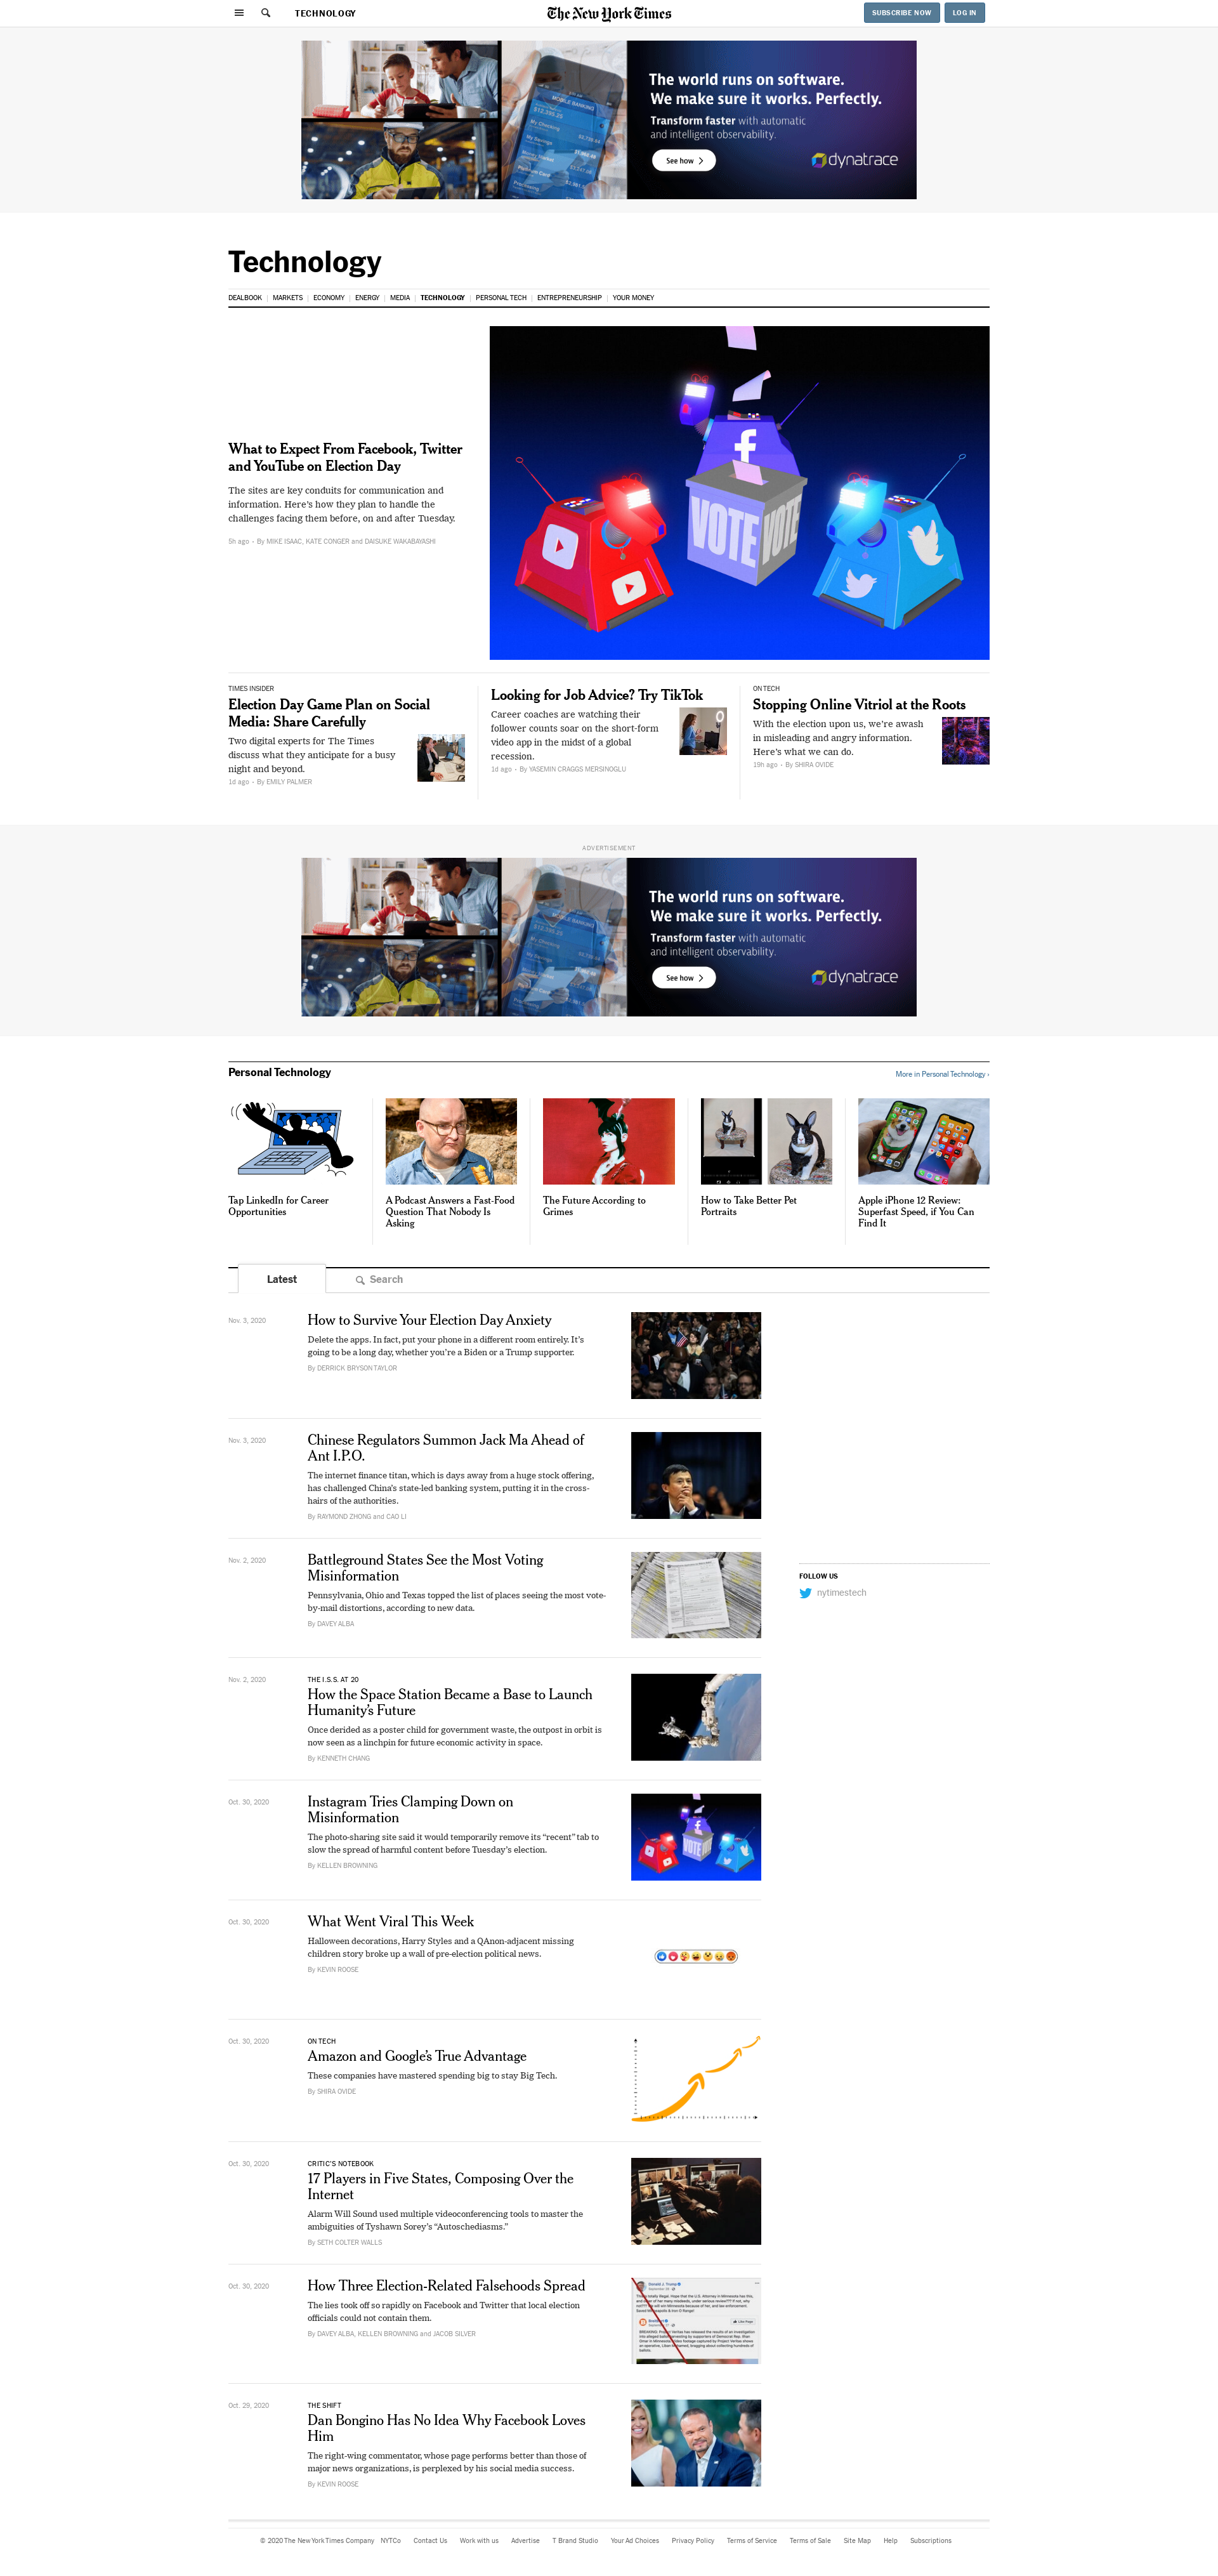 TECHNOLOGY
The New York Times
SUBSCRIBE NOW
LOG IN
The world runs on software.
We make sure it works. Perfectly.
Transform faster with automatic
and intelligent observability.
See how
dynatrace
MOBILE BANKING
Technology
DEALBOOK MARKETS ECONOMY ENERGY MEDIA TECHNOLOGY PERSONAL TECH ENTREPRENEURSHIP YOUR MONEY
What to Expect From Facebook, Twitter
and YouTube on Election Day
The sites are key conduits for communication and
information. Here's how they plan to handle the
challenges facing them before, on and after Tuesday.
5h ago • By MIKE ISAAC, KATE CONGER and DAISUKE WAKABAYASHI
VOTE VOTE
TIMES INSIDER
Election Day Game Plan on Social
Media: Share Carefully
Two digital experts for The Times
discuss what they anticipate for a busy
night and beyond.
1d ago • By EMILY PALMER
Looking for Job Advice? Try TikTok
Career coaches are watching their
follower counts soar on the short-form
video app in the midst of a global
recession.
1d ago • By YASEMIN CRAGGS MERSINOGLU
ON TECH
Stopping Online Vitriol at the Roots
With the election upon us, we're awash
in misleading and angry information.
Here's what we can do.
19h ago • By SHIRA OVIDE
ADVERTISEMENT
The world runs on software.
We make sure it works. Perfectly.
Transform faster with automatic
and intelligent observability.
See how
dynatrace
MOBILE BANKING
Personal Technology
More in Personal Technology ›
Tap LinkedIn for Career
Opportunities
A Podcast Answers a Fast-Food
Question That Nobody Is
Asking
The Future According to
Grimes
How to Take Better Pet
Portraits
Apple iPhone 12 Review:
Superfast Speed, if You Can
Find It
Latest
Search
Nov. 3, 2020
How to Survive Your Election Day Anxiety
Delete the apps. In fact, put your phone in a different room entirely. It's
going to be a long day, whether you're a Biden or a Trump supporter.
By DERRICK BRYSON TAYLOR
Nov. 3, 2020
Chinese Regulators Summon Jack Ma Ahead of
Ant I.P.O.
The internet finance titan, which is days away from a huge stock offering,
has challenged China's state-led banking system, putting it in the cross-
hairs of the authorities.
By RAYMOND ZHONG and CAO LI
Nov. 2, 2020
Battleground States See the Most Voting
Misinformation
Pennsylvania, Ohio and Texas topped the list of places seeing the most vote-
by-mail distortions, according to new data.
By DAVEY ALBA
FOLLOW US
nytimestech
Nov. 2, 2020
THE I.S.S. AT 20
How the Space Station Became a Base to Launch
Humanity's Future
Once derided as a poster child for government waste, the outpost in orbit is
now seen as a linchpin for future economic activity in space.
By KENNETH CHANG
Oct. 30, 2020
Instagram Tries Clamping Down on
Misinformation
The photo-sharing site said it would temporarily remove its “recent” tab to
slow the spread of harmful content before Tuesday's election.
By KELLEN BROWNING
VOTE
Oct. 30, 2020
What Went Viral This Week
Halloween decorations, Harry Styles and a QAnon-adjacent missing
children story broke up a wall of pre-election political news.
By KEVIN ROOSE
Oct. 30, 2020
ON TECH
Amazon and Google's True Advantage
These companies have mastered spending big to stay Big Tech.
By SHIRA OVIDE
Oct. 30, 2020
CRITIC'S NOTEBOOK
17 Players in Five States, Composing Over the
Internet
Alarm Will Sound used multiple videoconferencing tools to master the
ambiguities of Tyshawn Sorey's “Autoschediasms.”
By SETH COLTER WALLS
Oct. 30, 2020
How Three Election-Related Falsehoods Spread
The lies took off so rapidly on Facebook and Twitter that local election
officials could not contain them.
By DAVEY ALBA, KELLEN BROWNING and JACOB SILVER
Donald J. Trump
Like Page
Oct. 29, 2020
THE SHIFT
Dan Bongino Has No Idea Why Facebook Loves
Him
The right-wing commentator, whose page performs better than those of
major news organizations, is perplexed by his social media success.
By KEVIN ROOSE
© 2020 The New York Times Company NYTCo Contact Us Work with us Advertise T Brand Studio Your Ad Choices Privacy Policy Terms of Service Terms of Sale Site Map Help Subscriptions